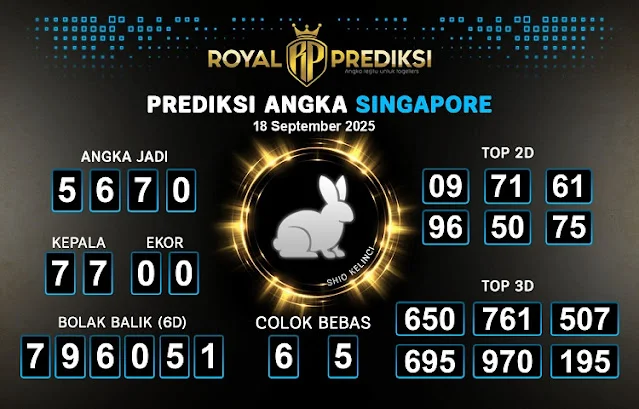 ROYAL RP PREDIKSI
Angka Jegku untuk Togelers
PREDIKSI ANGKA SINGAPORE
18 September 2025
ANGKA JADI
5 6 7 0
KEPALA EKOR
7 7 0 0
BOLAK BALIK (6D)
7 9 6 0 5 1
SHIO KELINCI
COLOK BEBAS
6 5
TOP 2D
09 71 61
96 50 75
TOP 3D
650 761 507
695 970 195